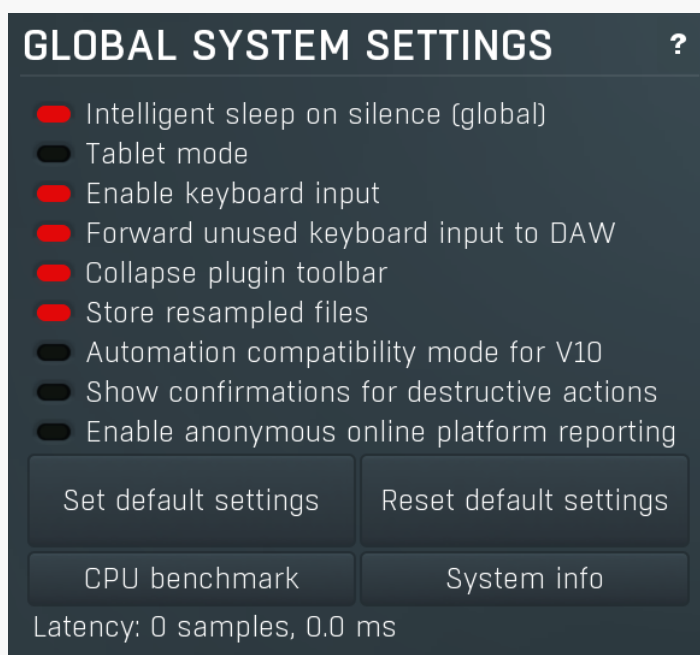 GLOBAL SYSTEM SETTINGS ?
Intelligent sleep on silence (global)
Tablet mode
Enable keyboard input
Forward unused keyboard input to DAW
Collapse plugin toolbar
Store resampled files
Automation compatibility mode for V10
Show confirmations for destructive actions
Enable anonymous online platform reporting
Set default settings Reset default settings
CPU benchmark System info
Latency: 0 samples, 0.0 ms